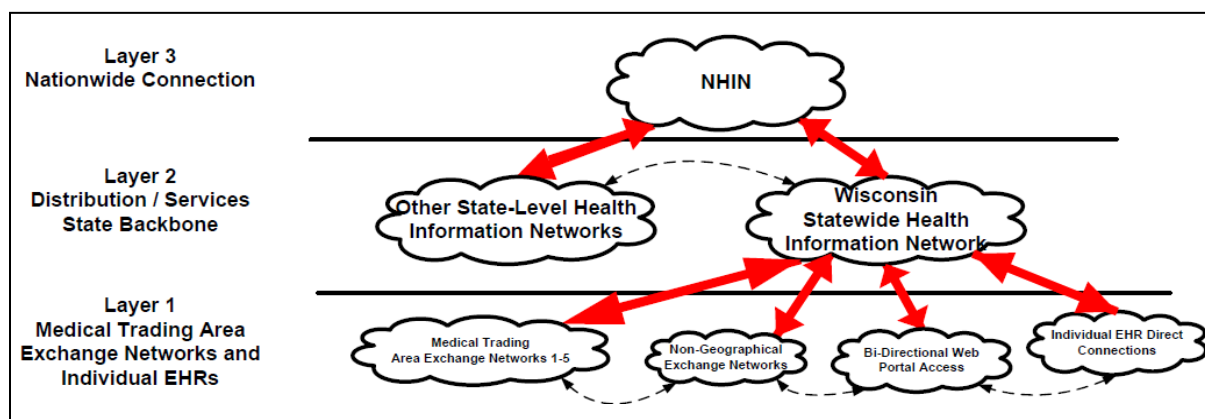 Layer 3
Nationwide Connection
NHIN
Layer 2
Distribution / Services
State Backbone
Other State-Level Health
Information Networks
Wisconsin
Statewide Health
Information Network
Layer 1
Medical Trading Area
Exchange Networks and
Individual EHRs
Medical Trading
Area Exchange Networks 1-5
Non-Geographical
Exchange Networks
Bi-Directional Web
Portal Access
Individual EHR Direct
Connections